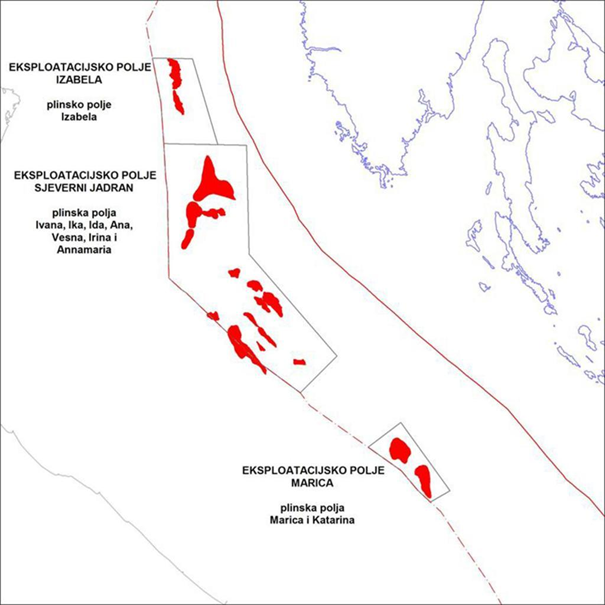 EKSPLOATACIJSKO POLJE
IZABELA
plinsko polje
Izabela
EKSPLOATACIJSKO POLJE
SJEVERNI JADRAN
plinska polja
Ivana, Ika, Ida, Ana,
Vesna, Irina i
Annamaria
EKSPLOATACIJSKO POLJE
MARICA
plinska polja
Marica i Katarina